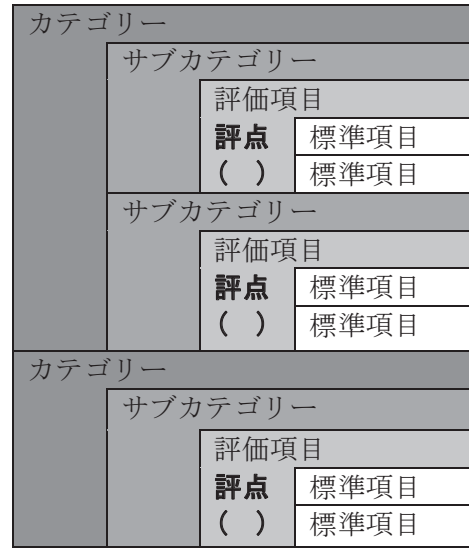 カテゴリー
サブカテゴリー
評価項目
評点 標準項目
( ) 標準項目
サブカテゴリー
評価項目
評点 標準項目
( ) 標準項目
カテゴリー
サブカテゴリー
評価項目
評点 標準項目
( ) 標準項目